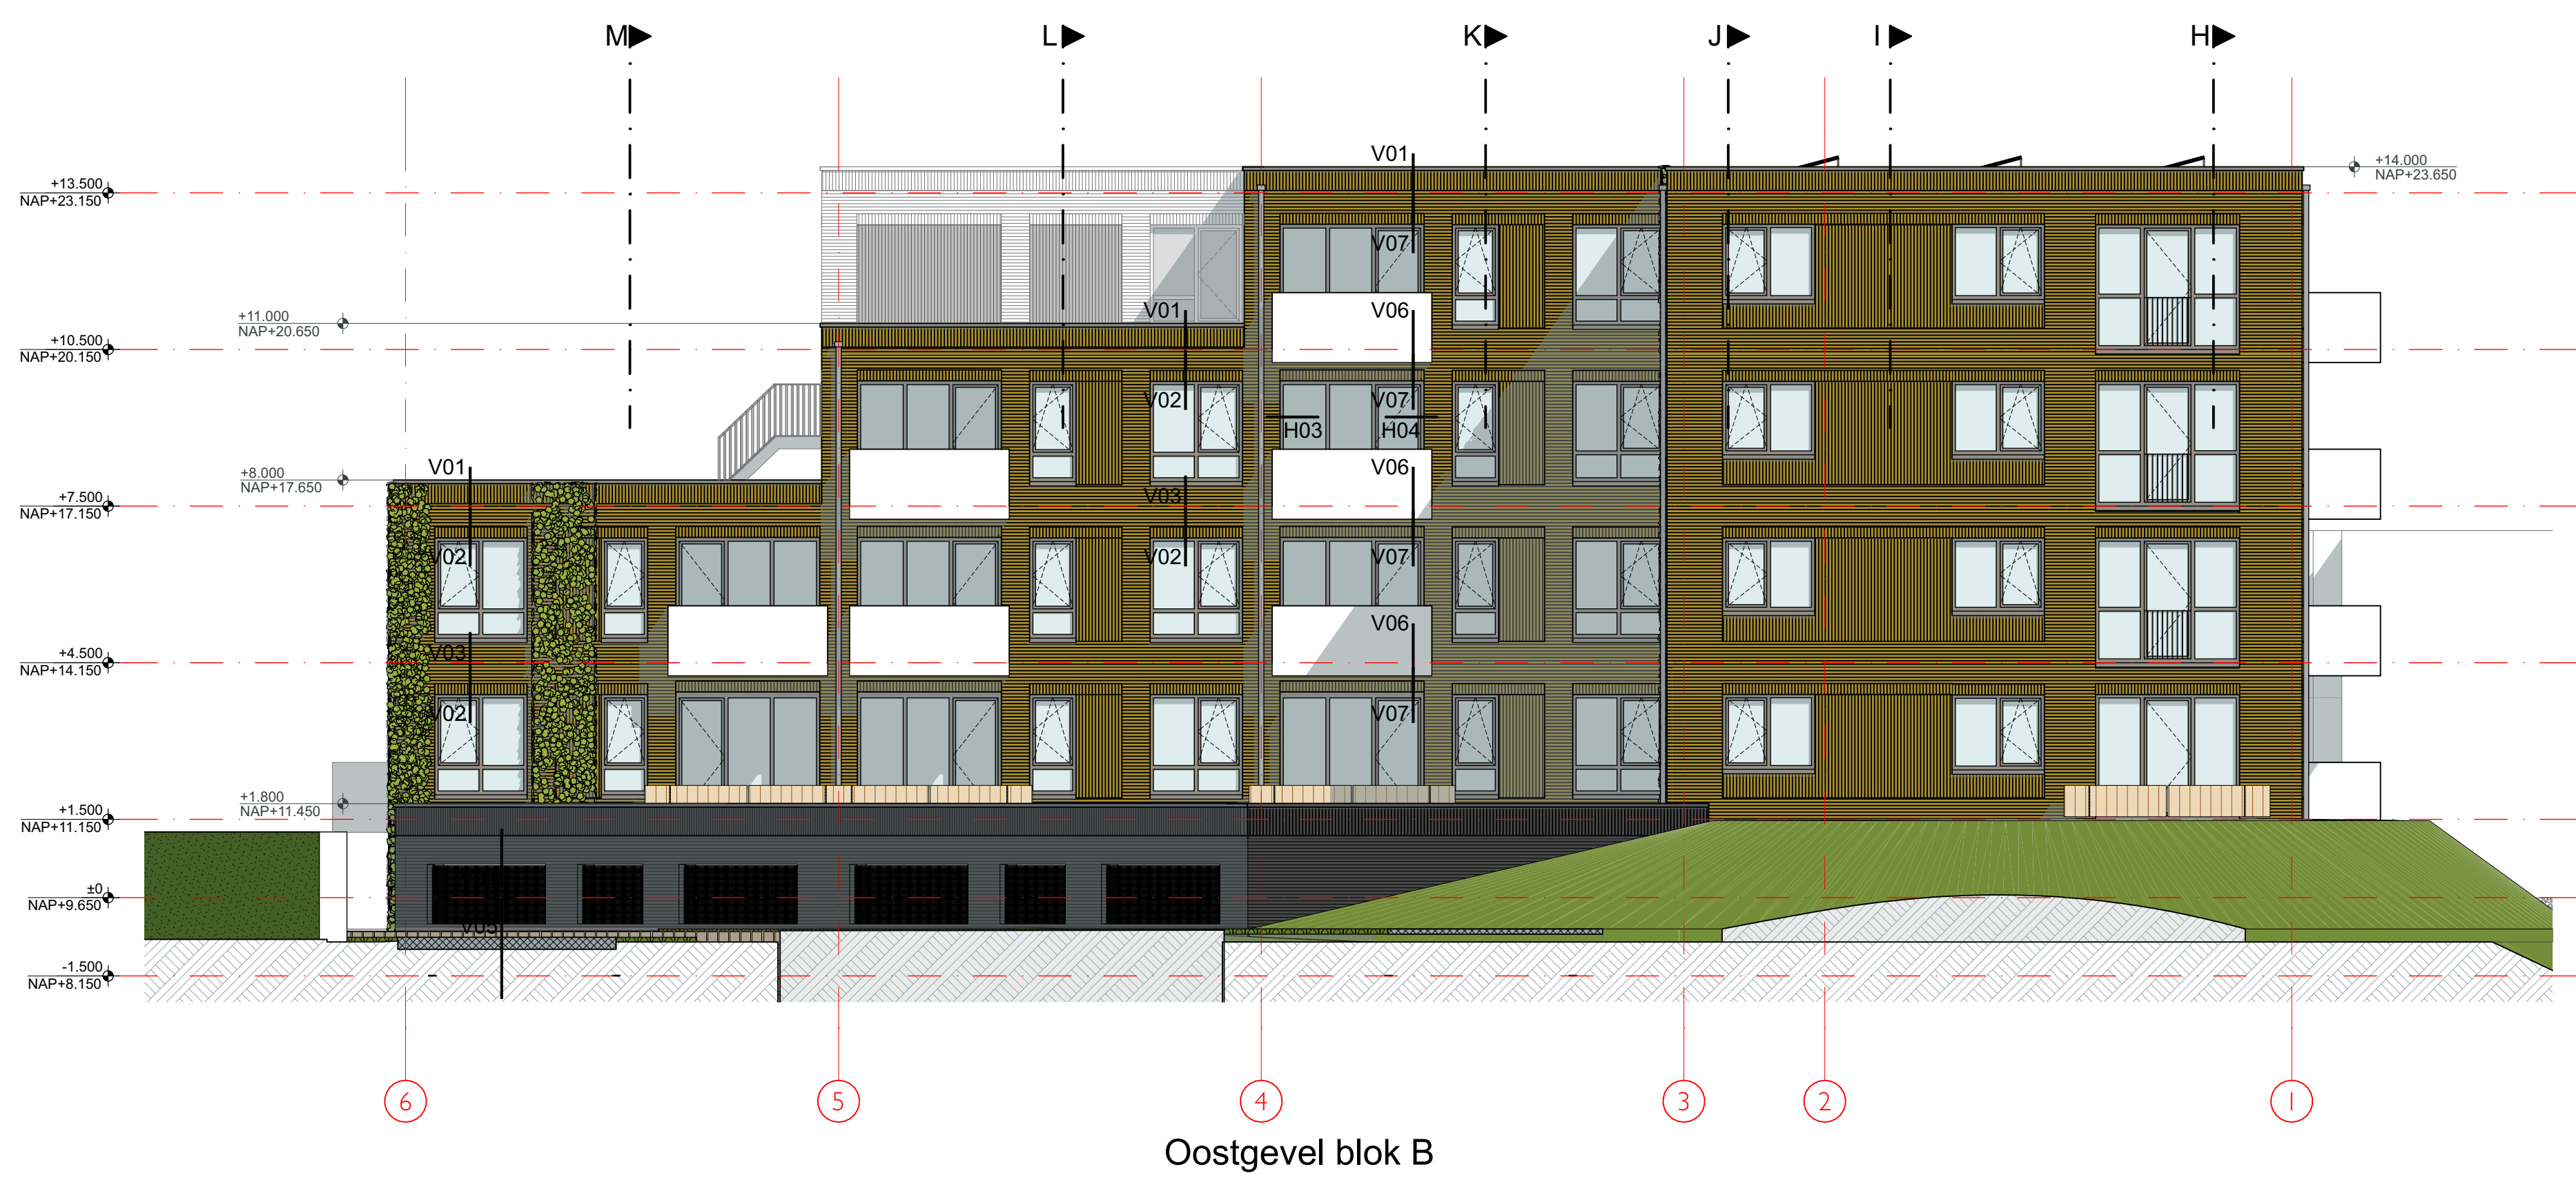 M L K J I H
V01
+14.000
NAP+23.650
+13.500
NAP+23.150
V07
+11.000
NAP+20.650
V01 V06
+10.500
NAP+20.150
V02 V07
H03 H04
V01 V06
+8.000
NAP+17.650
+7.500
NAP+17.150
V03
V02 V02 V07
V06
+4.500
NAP+14.150
V03
V02 V07
+1.800
NAP+11.450
+1.500
NAP+11.150
±0
NAP+9.650
V05
-1.500
NAP+8.150
6 5 4 3 2 1
Oostgevel blok B